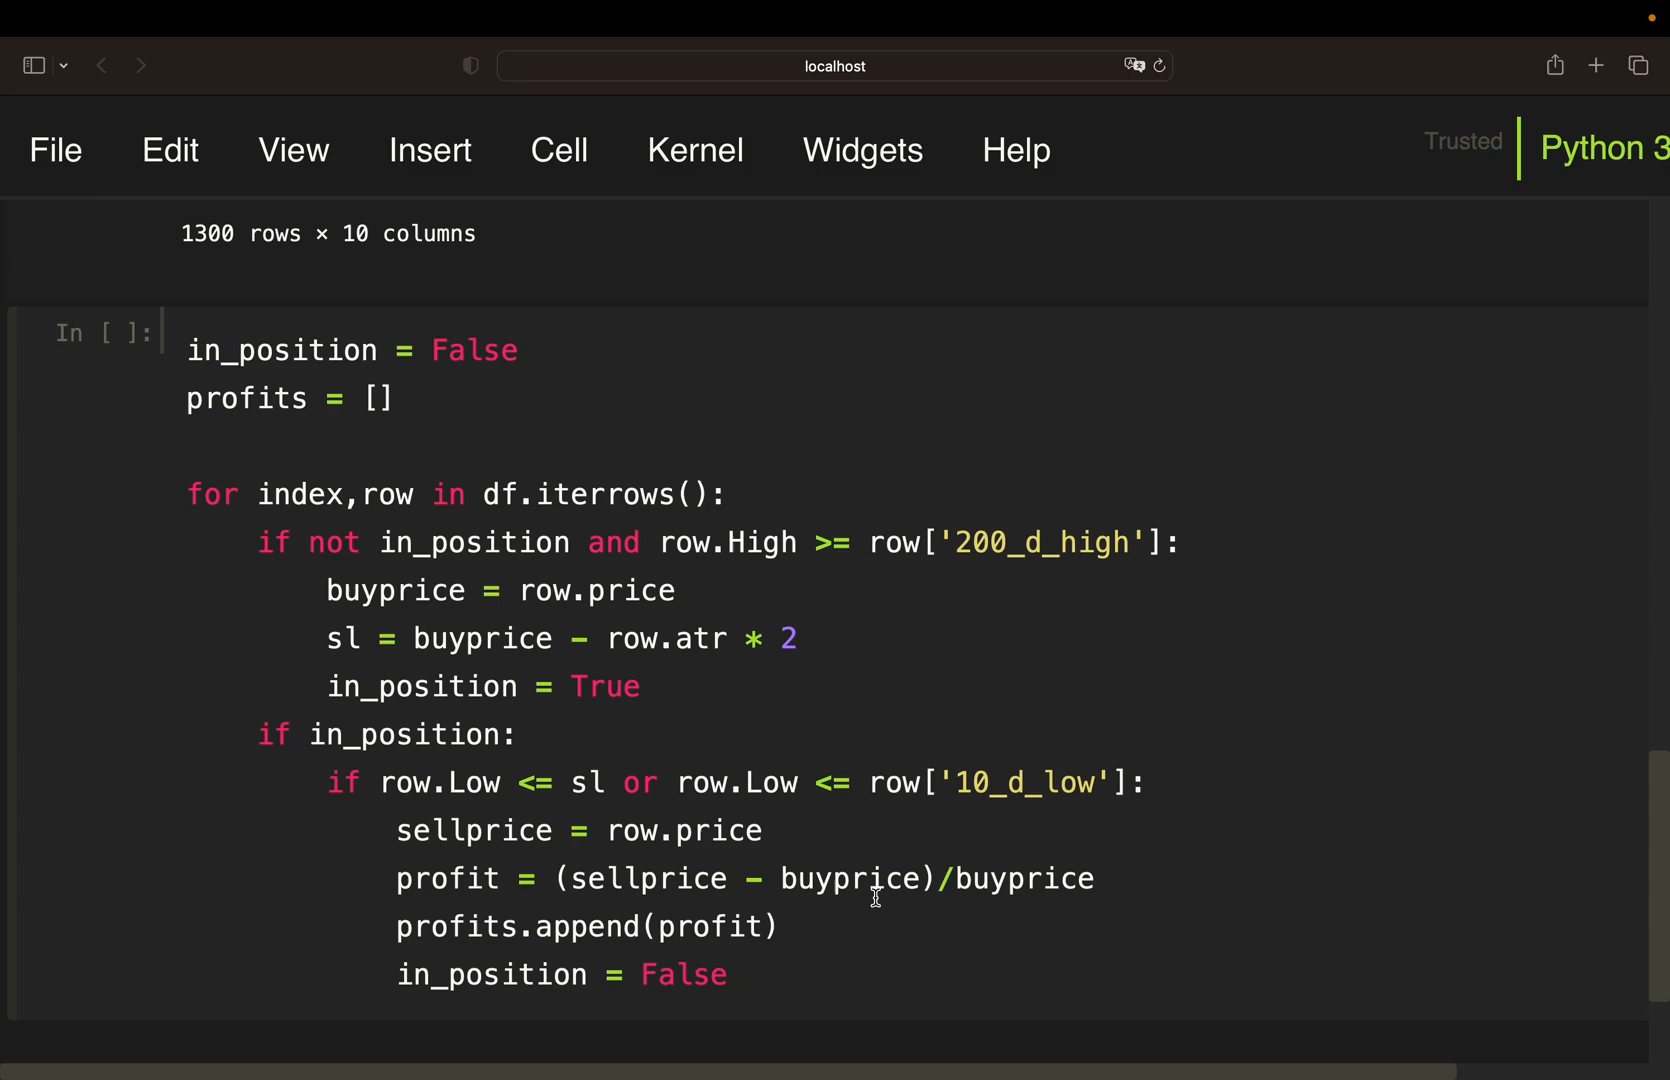 localhost
File Edit View Insert Cell Kernel Widgets Help Trusted Python 3
1300 rows × 10 columns
In [ ]:
in_position = False
profits = []
for index,row in df.iterrows():
    if not in_position and row.High >= row['200_d_high']:
        buyprice = row.price
        sl = buyprice - row.atr * 2
        in_position = True
    if in_position:
        if row.Low <= sl or row.Low <= row['10_d_low']:
            sellprice = row.price
            profit = (sellprice - buyprice)/buyprice
            profits.append(profit)
            in_position = False